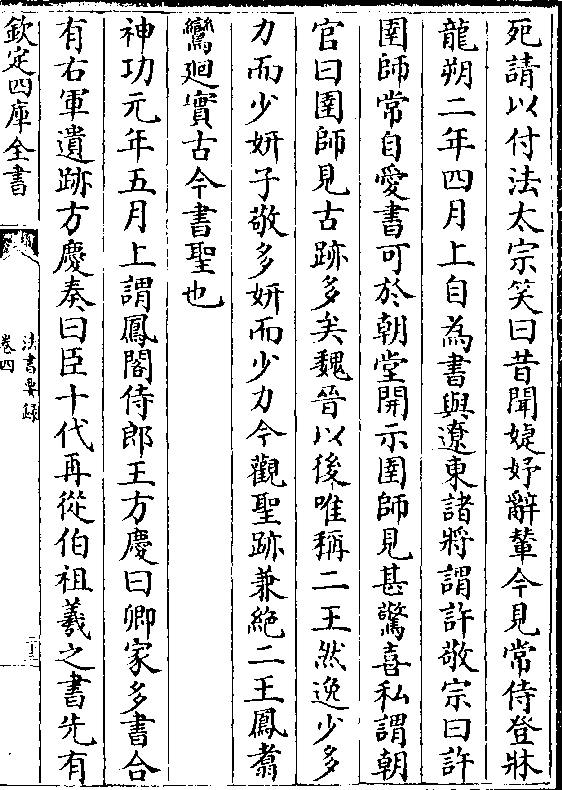 死請以付法太宗笑曰昔聞婕妤辭輦今見常侍登牀
龍朔二年四月上自為書與遼東諸將謂許敬宗曰許
圉師常自愛書可於朝堂開示圉師見甚驚喜私謂朝
官曰圉師見古跡多矣魏晉以後唯稱二王然逸少多
力而少妍子敬多妍而少力今觀聖跡兼絶二王鳳翥
鸞廻實古今書聖也
神功元年五月上謂鳳閣侍郎王方慶曰卿家多書合
有右軍遺跡方慶奏曰臣十代再從伯祖羲之書先有
欽定四庫全書
法書要録
卷四